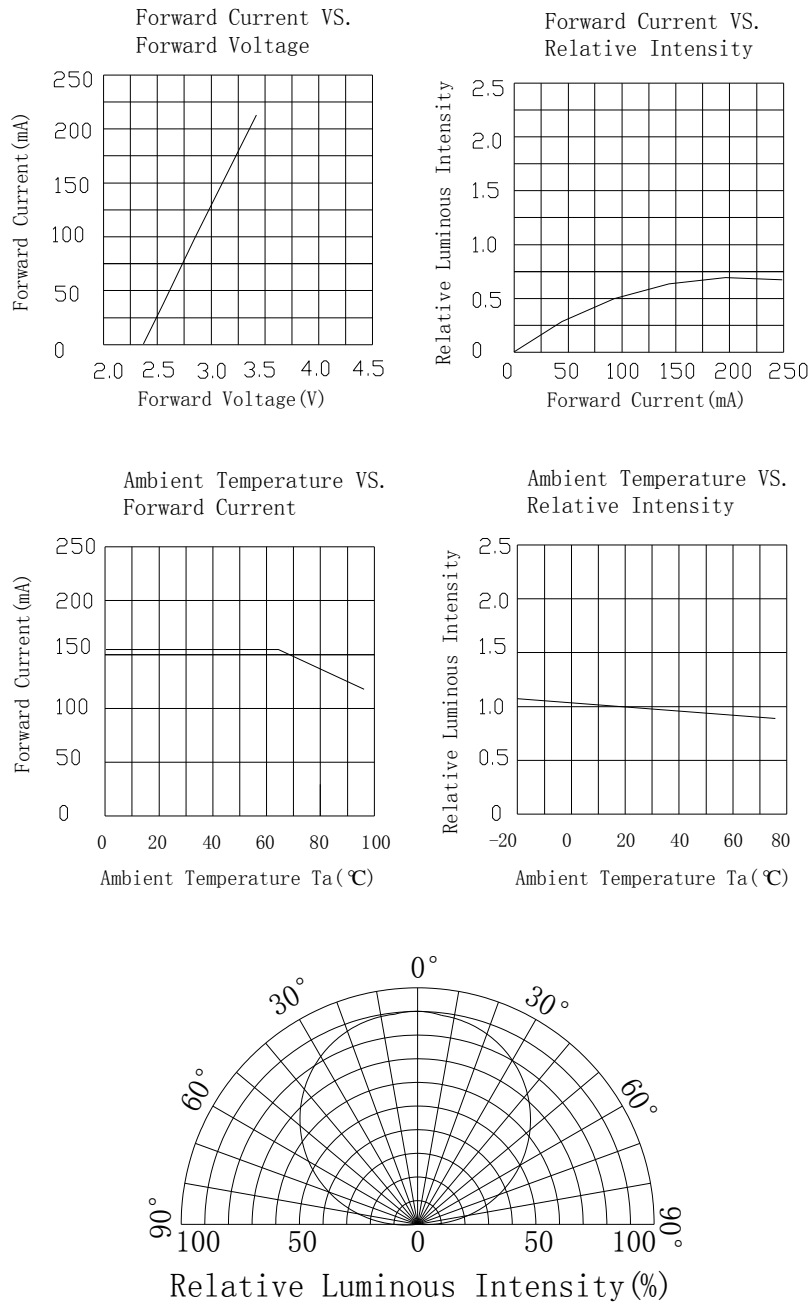 Forward Current VS.
Forward Voltage
250
200
150
100
50
0
Forward Current(mA)
2.0 2.5 3.0 3.5 4.0 4.5
Forward Voltage(V)
Forward Current VS.
Relative Intensity
2.5
2.0
1.5
1.0
0.5
0
Relative Luminous Intensity
0 50 100 150 200 250
Forward Current(mA)
Ambient Temperature VS.
Forward Current
250
200
150
100
50
0
Forward Current(mA)
0 20 40 60 80 100
Ambient Temperature Ta(℃)
Ambient Temperature VS.
Relative Intensity
2.5
2.0
1.5
1.0
0.5
0
Relative Luminous Intensity
-20 0 20 40 60 80
Ambient Temperature Ta(℃)
0°
30° 30°
60° 60°
90° 90°
100 50 0 50 100
Relative Luminous Intensity(%)